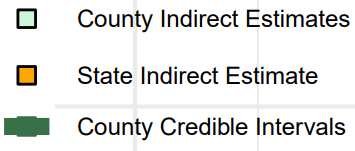 County Indirect Estimates
State Indirect Estimate
County Credible Intervals